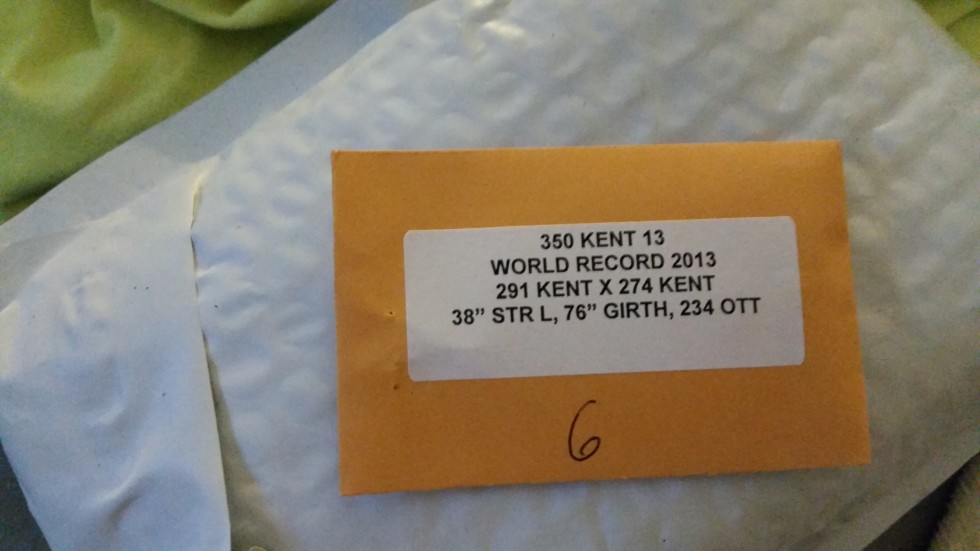 350 KENT 13
WORLD RECORD 2013
291 KENT X 274 KENT
38” STR L, 76” GIRTH, 234 OTT
6